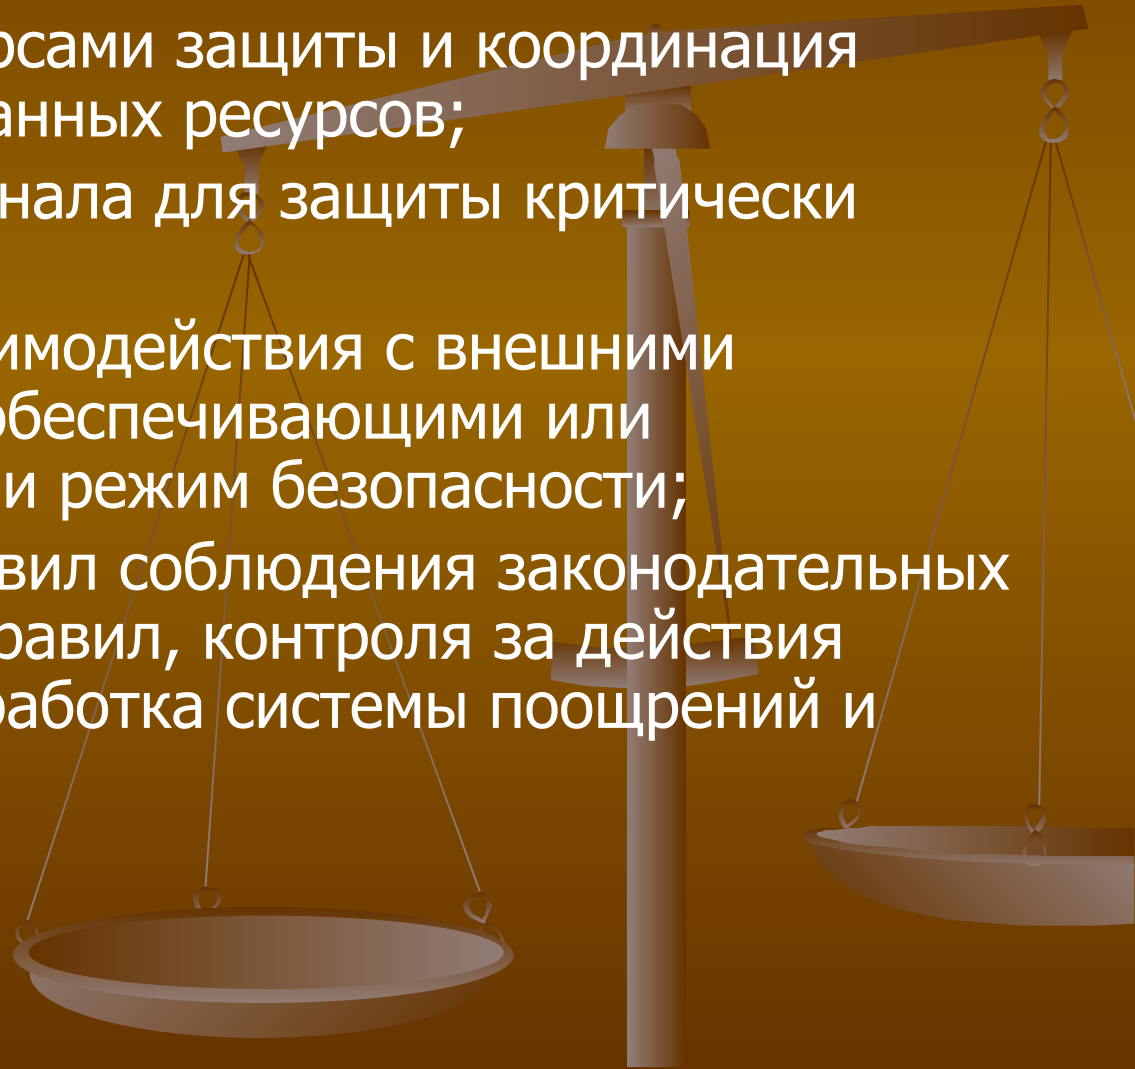 рсами защиты и координация
анных ресурсов;
нала для защиты критически
имодействия с внешними
обеспечивающими или
и режим безопасности;
вил соблюдения законодательных
равил, контроля за действия
работка системы поощрений и